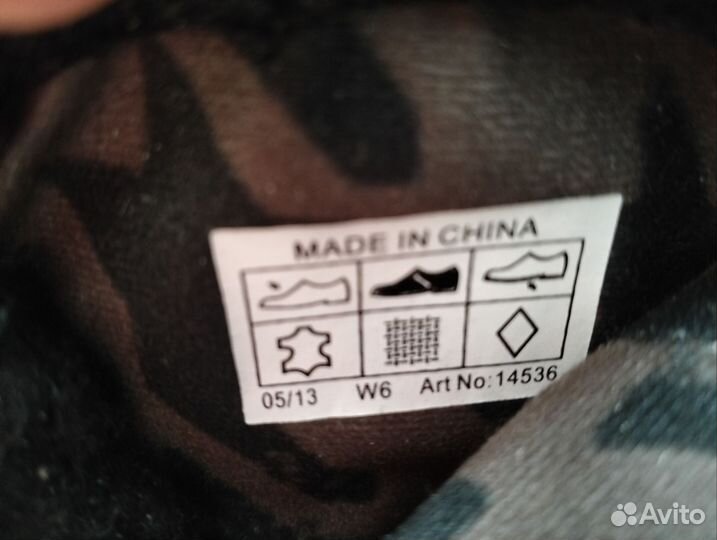 MADE IN CHINA
05/13 W6 Art No:14536
Avito